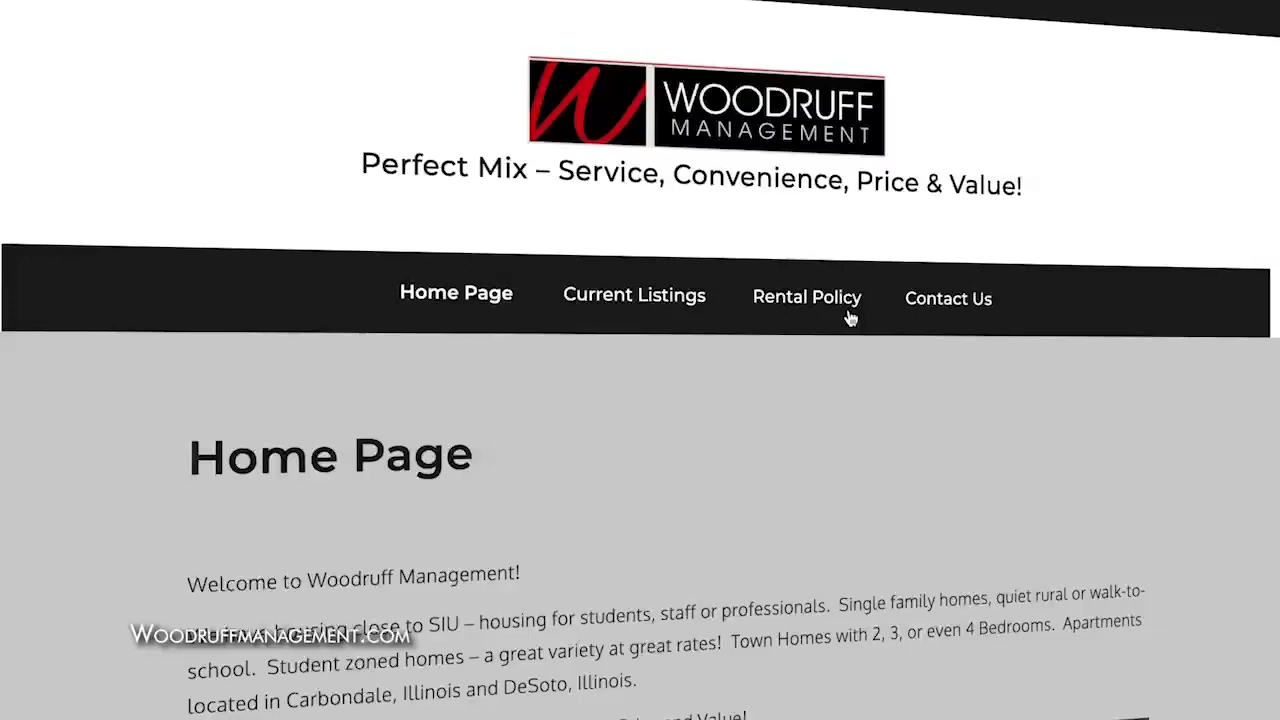 W WOODRUFF
MANAGEMENT
Perfect Mix – Service, Convenience, Price & Value!
Home Page Current Listings Rental Policy Contact Us
Home Page
Welcome to Woodruff Management!
housing close to SIU – housing for students, staff or professionals. Single family homes, quiet rural or walk-to-
WOODRUFFMANAGEMENT.COM
school. Student zoned homes – a great variety at great rates! Town Homes with 2, 3, or even 4 Bedrooms. Apartments
located in Carbondale, Illinois and DeSoto, Illinois.
and Value!